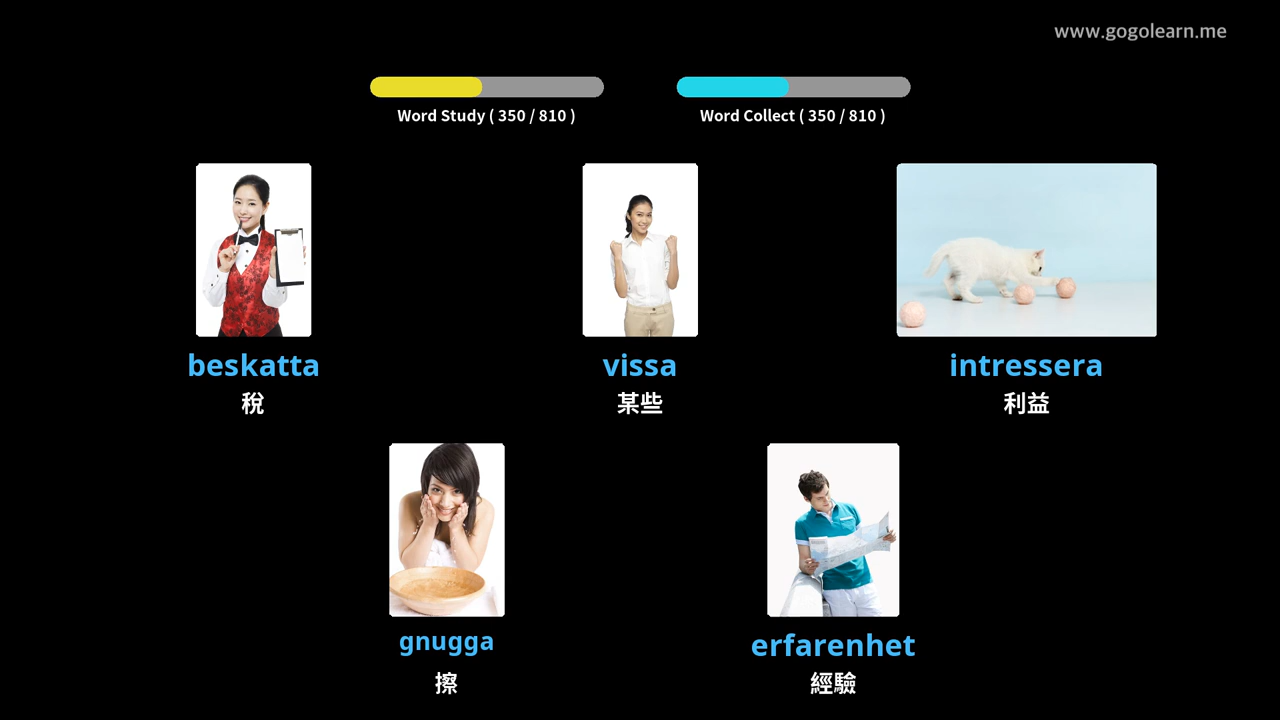 www.gogolearn.me
Word Study ( 350 / 810 )
Word Collect ( 350 / 810 )
beskatta
稅
vissa
某些
intressera
利益
gnugga
擦
erfarenhet
經驗